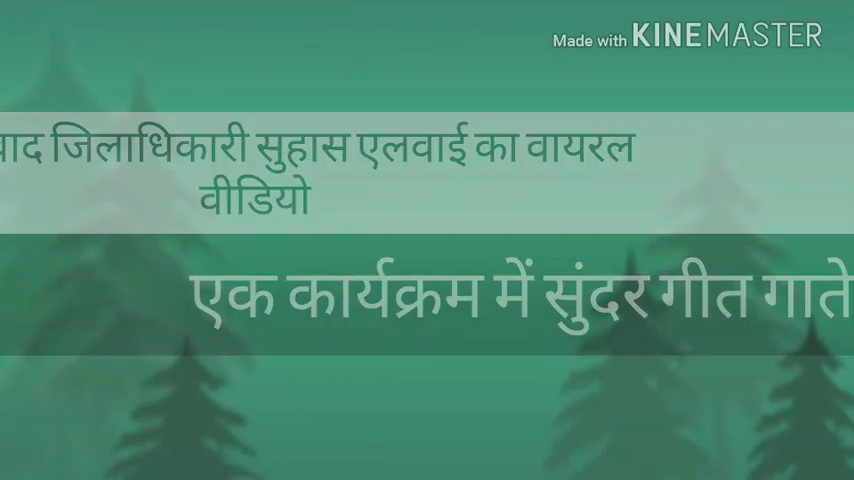 Made with KINEMASTER
जिलाधिकारी सुहास एलवाई का वायरल
वीडियो
एक कार्यक्रम में सुंदर गीत गाते